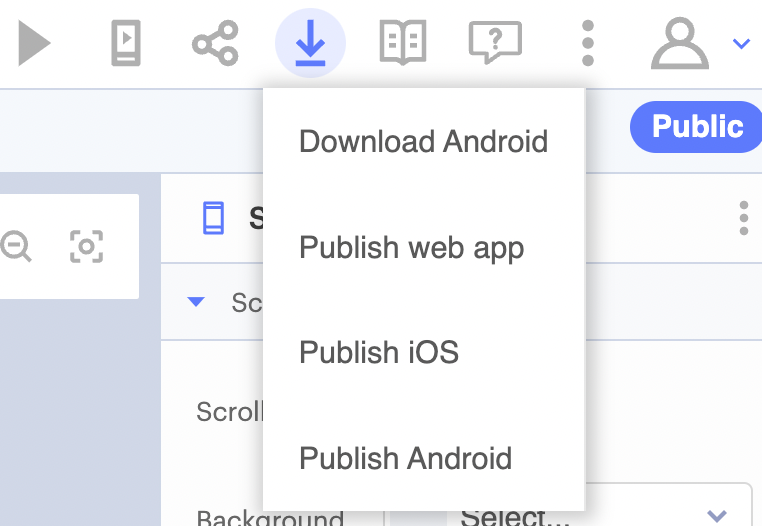 ?
Public
Download Android
S
Publish web app
Sc
Publish iOS
Scroll
Publish Android
Background
Select...